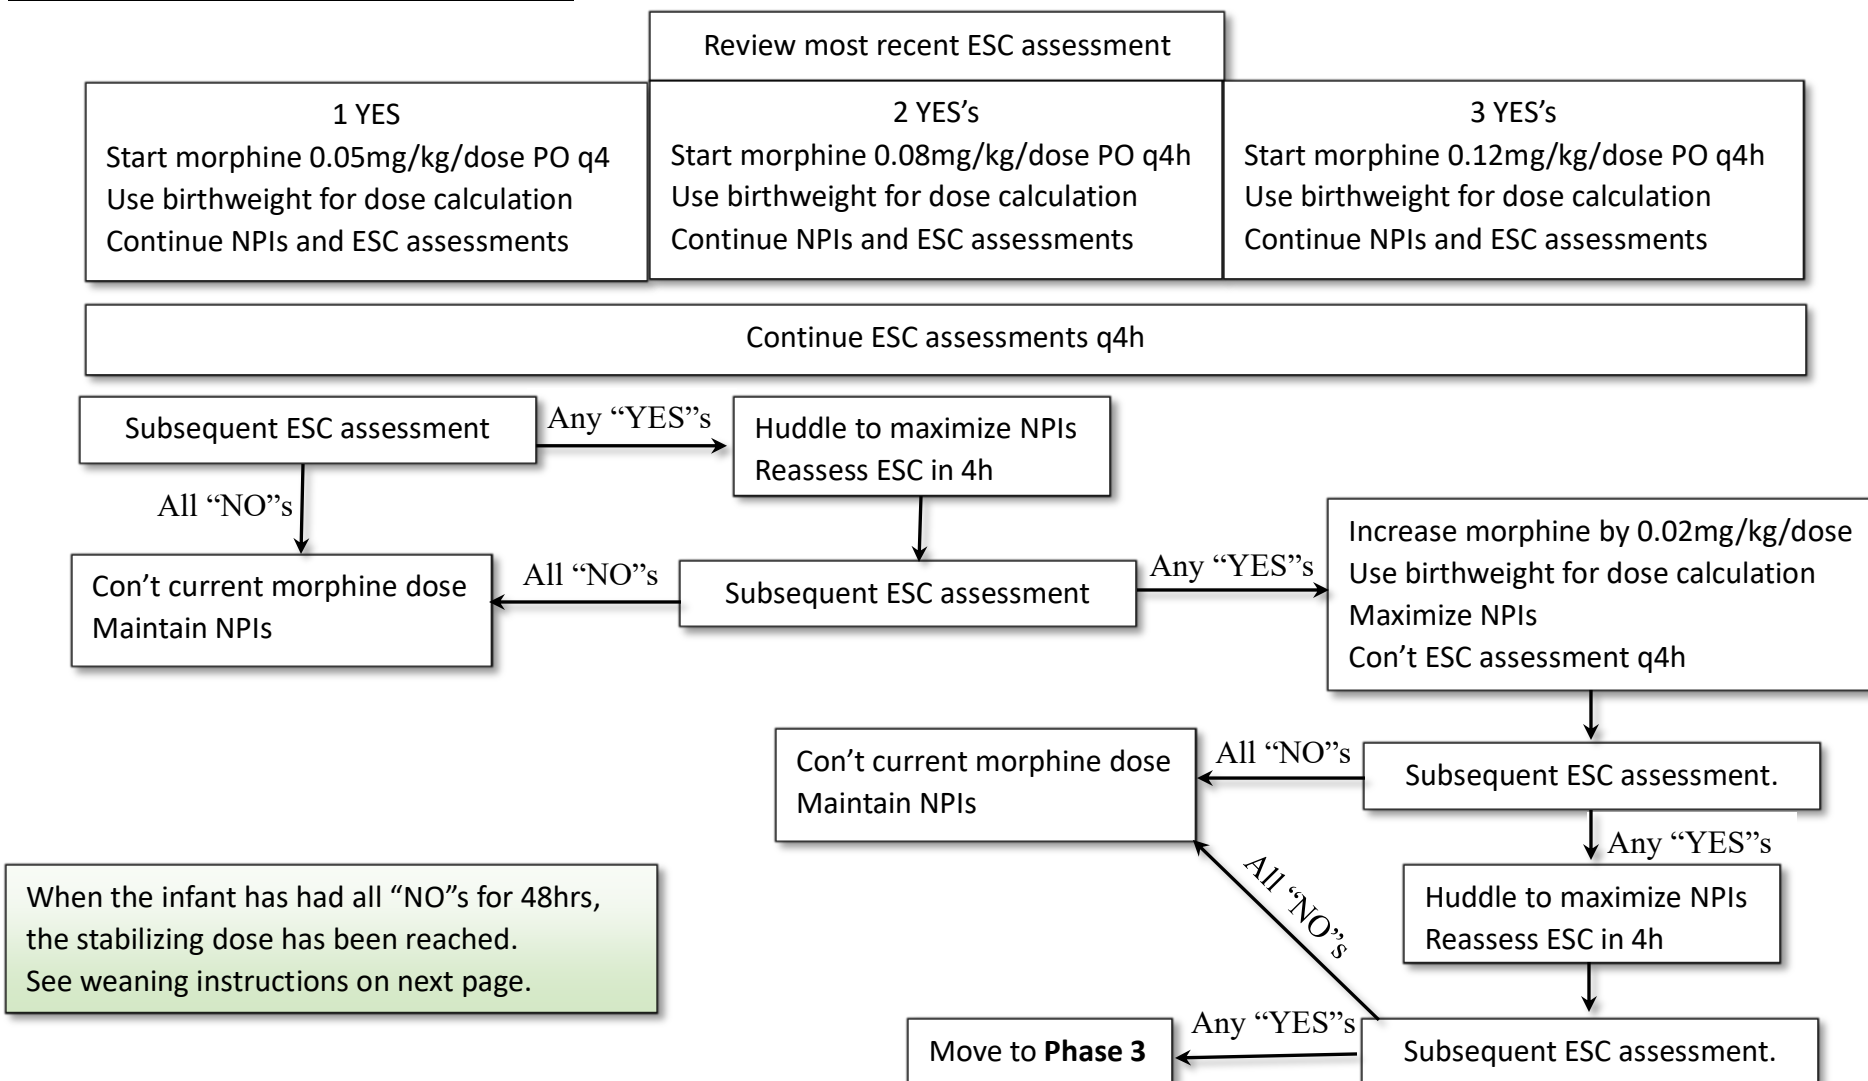 Review most recent ESC assessment
1 YES
Start morphine 0.05mg/kg/dose PO q4
Use birthweight for dose calculation
Continue NPIs and ESC assessments
2 YES’s
Start morphine 0.08mg/kg/dose PO q4h
Use birthweight for dose calculation
Continue NPIs and ESC assessments
3 YES’s
Start morphine 0.12mg/kg/dose PO q4h
Use birthweight for dose calculation
Continue NPIs and ESC assessments
Continue ESC assessments q4h
Subsequent ESC assessment
Any “YES”s
Huddle to maximize NPIs
Reassess ESC in 4h
All “NO”s
Con’t current morphine dose
Maintain NPIs
All “NO”s
Subsequent ESC assessment
Any “YES”s
Increase morphine by 0.02mg/kg/dose
Use birthweight for dose calculation
Maximize NPIs
Con’t ESC assessment q4h
Con’t current morphine dose
Maintain NPIs
All “NO”s
Subsequent ESC assessment.
Any “YES”s
Huddle to maximize NPIs
Reassess ESC in 4h
All “NO”s
When the infant has had all “NO”s for 48hrs,
the stabilizing dose has been reached.
See weaning instructions on next page.
Move to Phase 3
Any “YES”s
Subsequent ESC assessment.